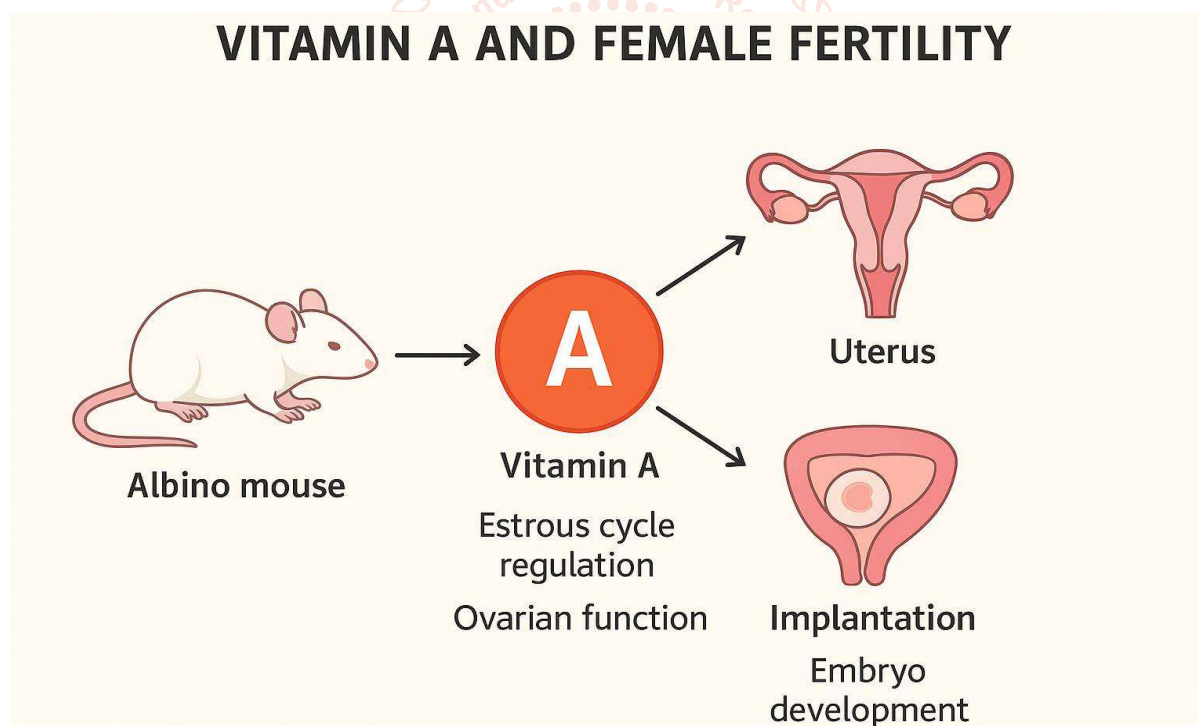 VITAMIN A AND FEMALE FERTILITY
A
Uterus
Albino mouse
Vitamin A
Estrous cycle
regulation
Ovarian function
Implantation
Embryo
development